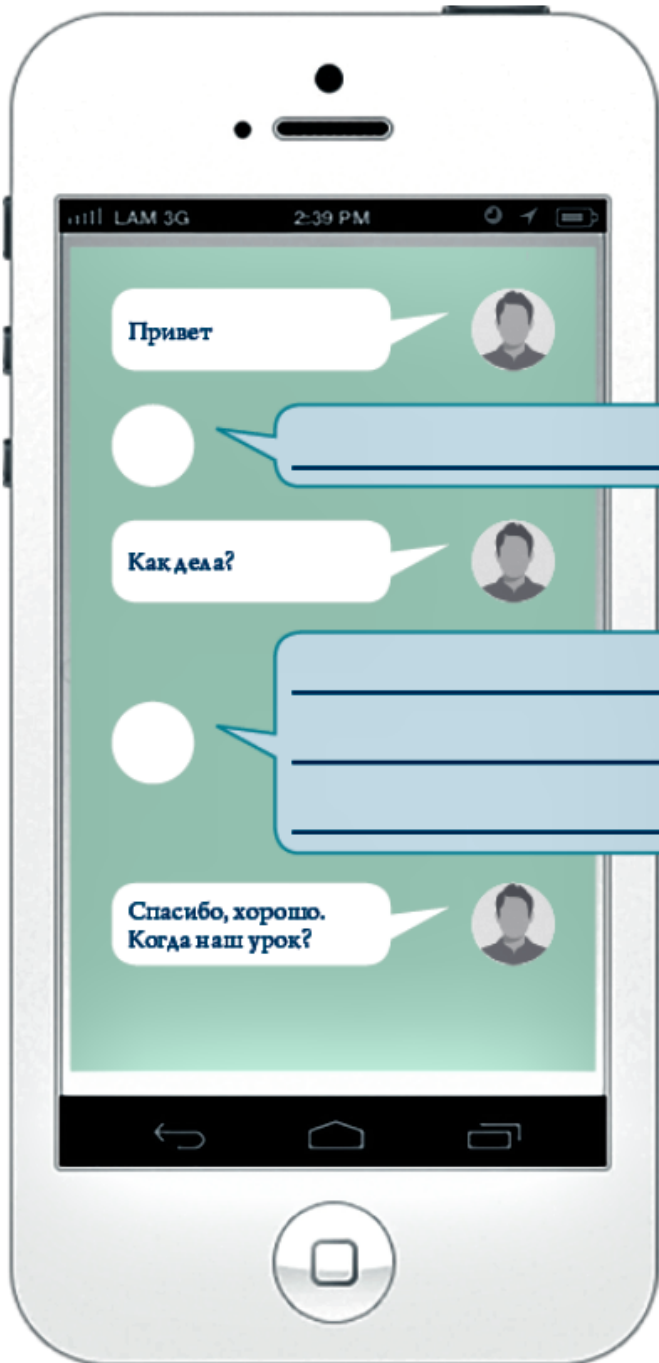 LAM 3G 2:39 PM
Привет
Как дела?
Спасибо, хорошо.
Когда наш урок?